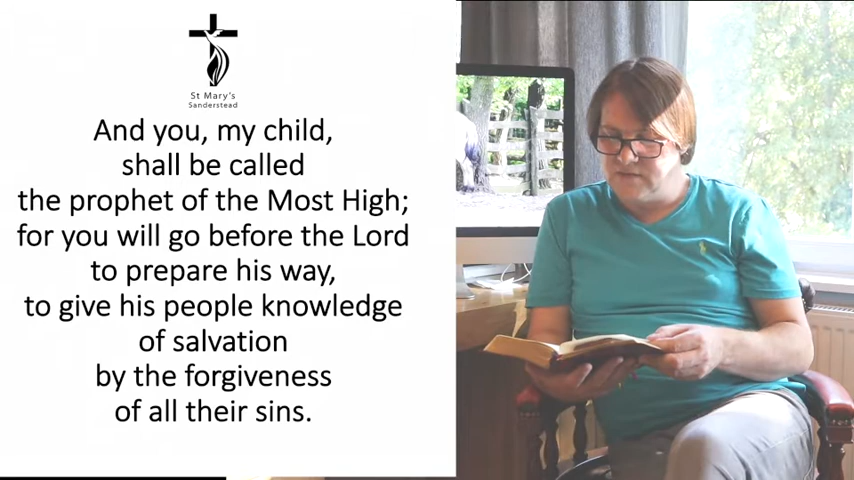 St Mary's
Sanderstead
And you, my child,
shall be called
the prophet of the Most High;
for you will go before the Lord
to prepare his way,
to give his people knowledge
of salvation
by the forgiveness
of all their sins.